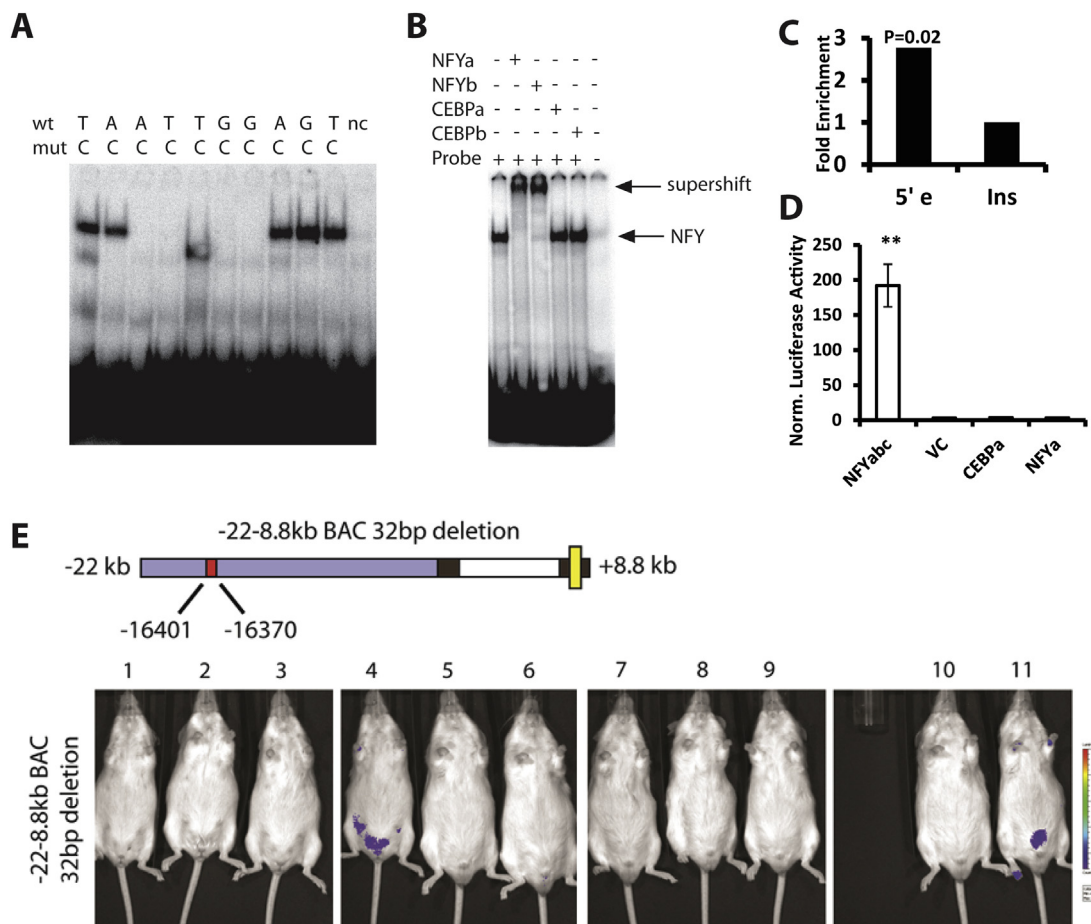 A
wt T A A T T G G A G T nc
mut C C C C C C C C C C
B
NFYa - + - - - -
NFYb - - + - - -
CEBPa - - - + - -
CEBPb - - - - + -
Probe + + + + + -
supershift
NFY
C
Fold Enrichment
3
2
1
0
P=0.02
5' e
Ins
D
Norm. Luciferase Activity
250
200
150
100
50
0
**
NFYabc
VC
CEBPa
NFYa
E
-22-8.8kb BAC 32bp deletion
-22 kb
+8.8 kb
-16401
-16370
1 2 3 4 5 6 7 8 9 10 11
-22-8.8kb BAC
32bp deletion